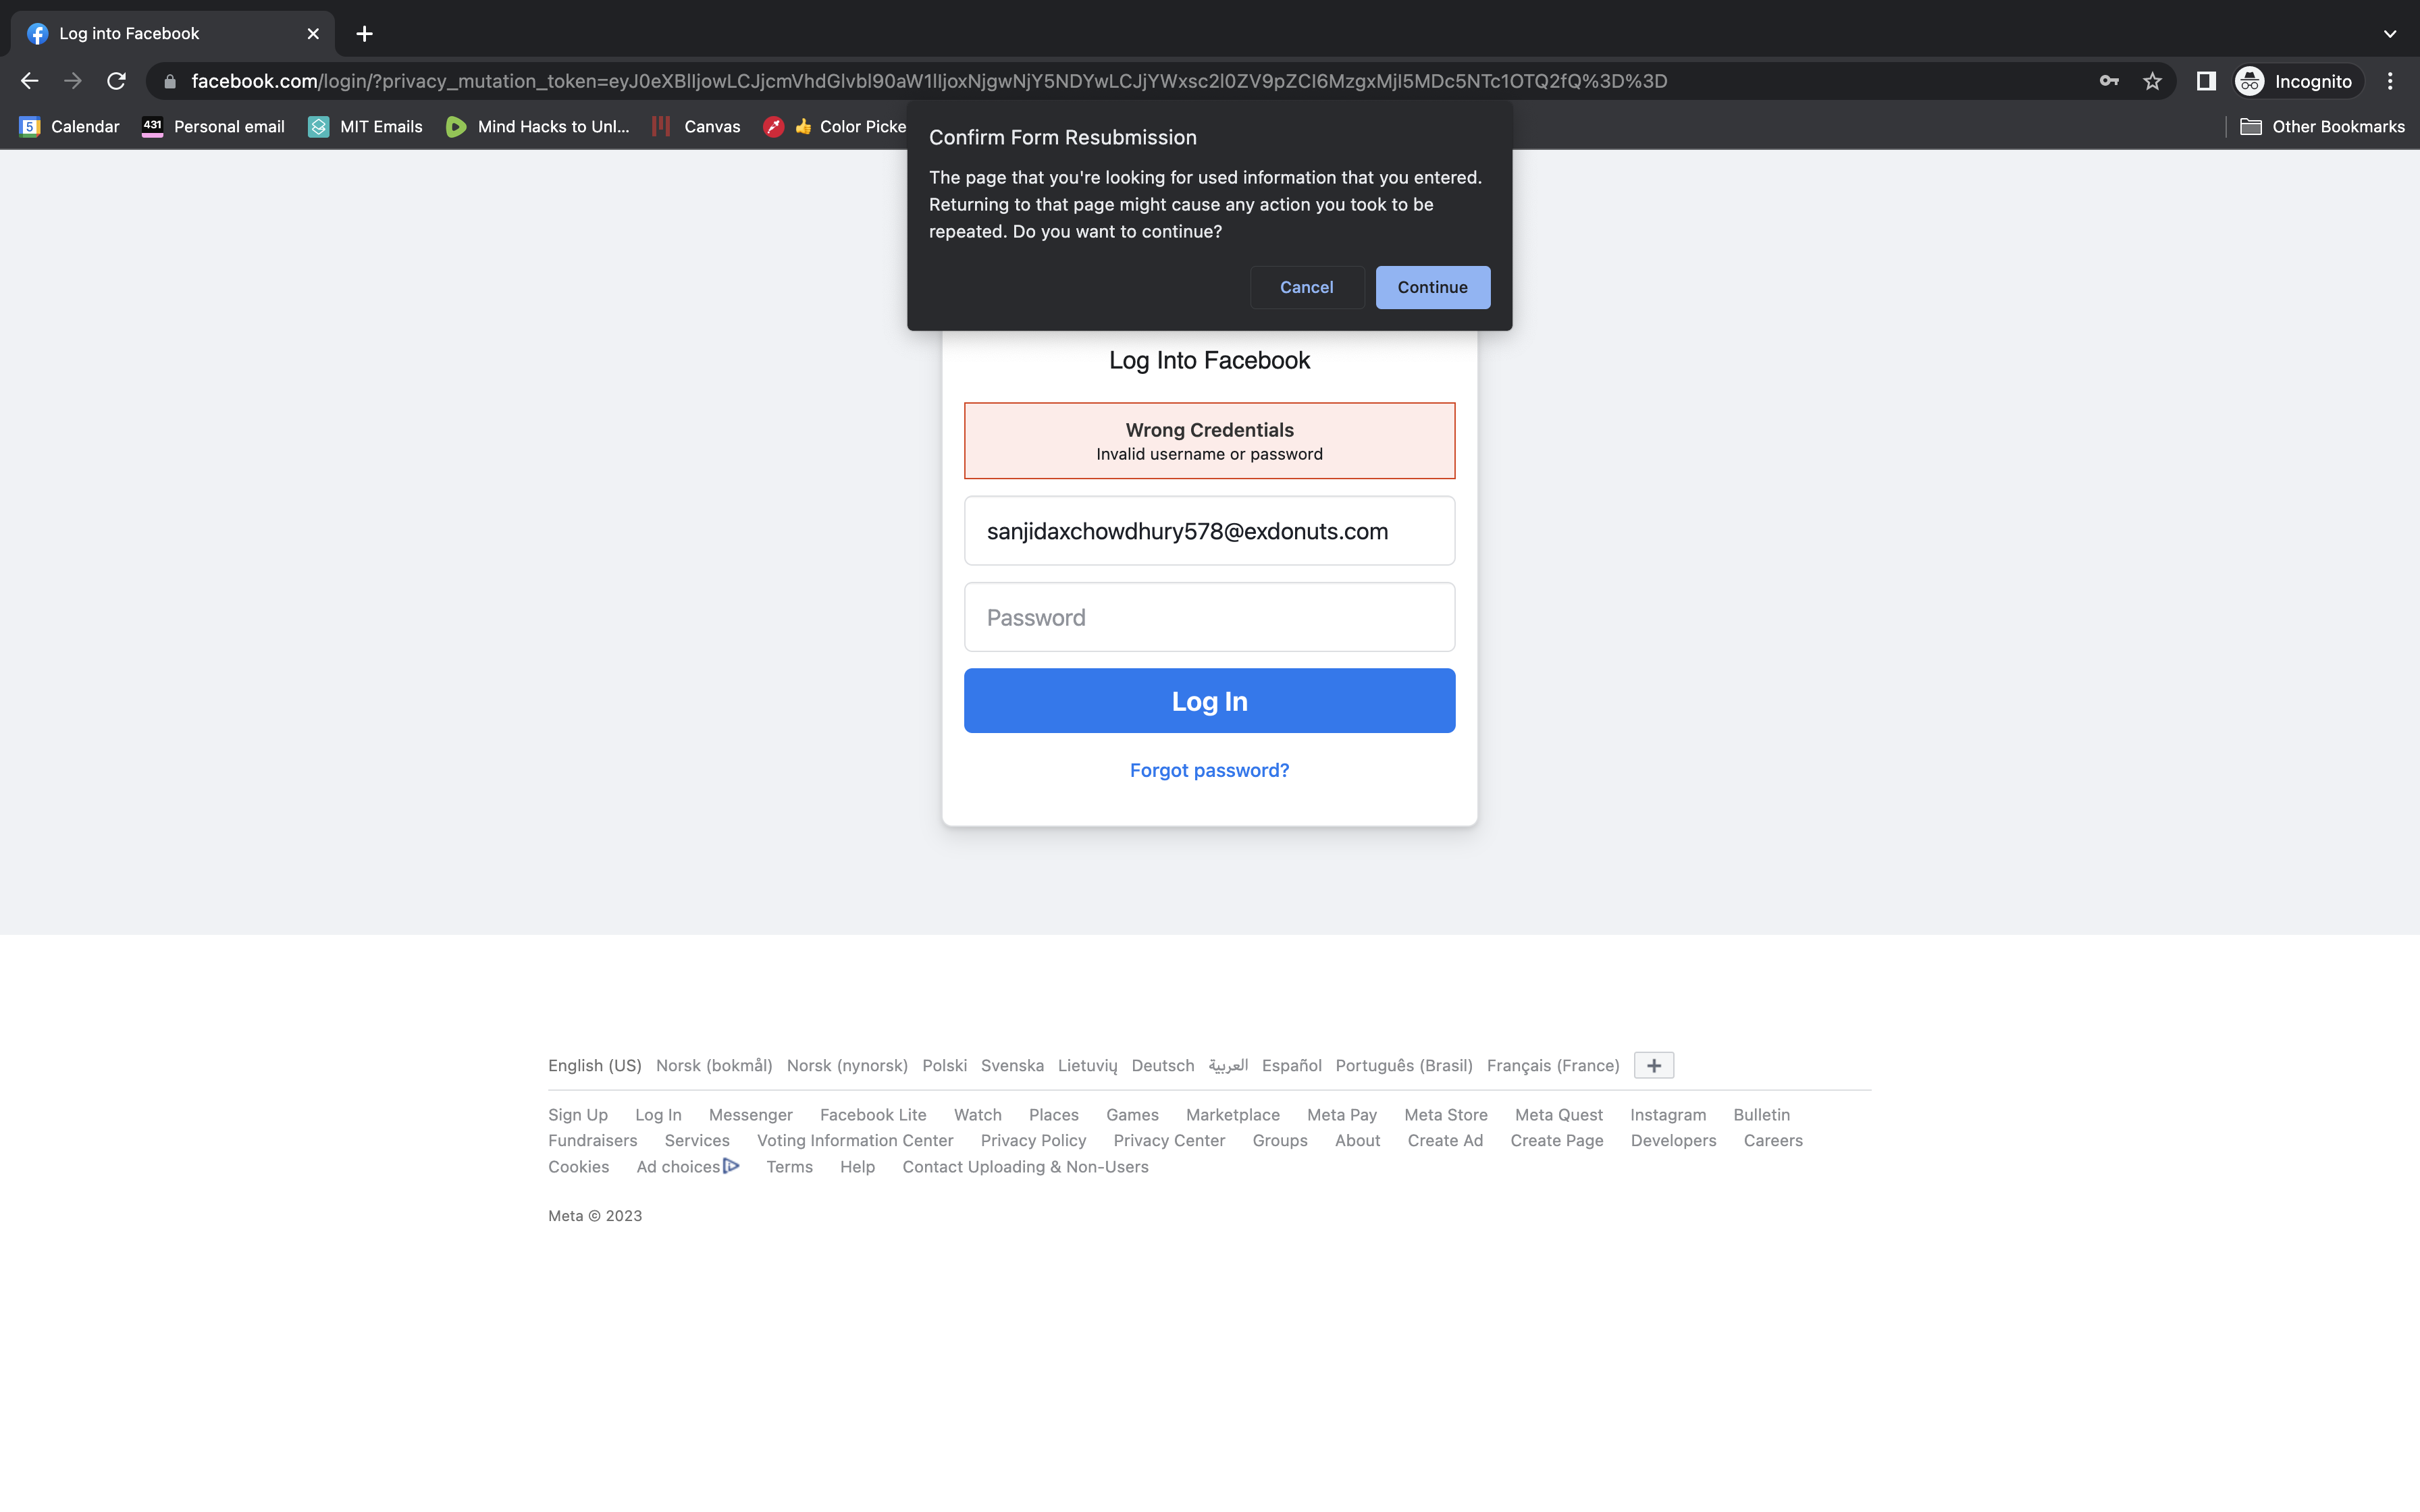 Log into Facebook
facebook.com/login/?privacy_mutation_token=eyJ0eXBlIjowLCJjcmVhdGlvbl90aW1lIjoxNjgwNjY5NDYwLCJjYWxsc2l0ZV9pZCI6MzgxMjI5MDc5NTc1OTQ2fQ%3D%3D
Incognito
5 Calendar
431 Personal email
MIT Emails
Mind Hacks to Unl...
Canvas
👍 Color Picke
Other Bookmarks
Confirm Form Resubmission
The page that you're looking for used information that you entered.
Returning to that page might cause any action you took to be
repeated. Do you want to continue?
Cancel
Continue
Log Into Facebook
Wrong Credentials
Invalid username or password
sanjidaxchowdhury578@exdonuts.com
Password
Log In
Forgot password?
English (US) Norsk (bokmål) Norsk (nynorsk) Polski Svenska Lietuvių Deutsch العربية Español Português (Brasil) Français (France)
Sign Up Log In Messenger Facebook Lite Watch Places Games Marketplace Meta Pay Meta Store Meta Quest Instagram Bulletin
Fundraisers Services Voting Information Center Privacy Policy Privacy Center Groups About Create Ad Create Page Developers Careers
Cookies Ad choices Terms Help Contact Uploading & Non-Users
Meta © 2023